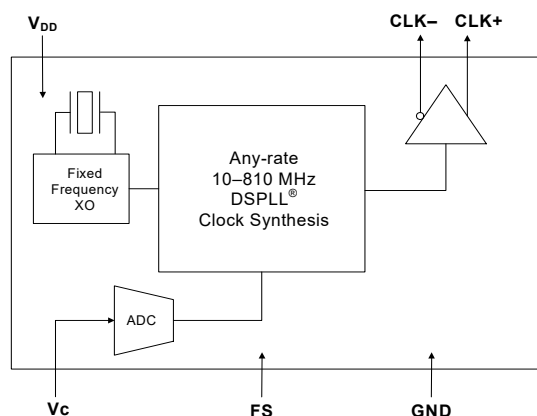 VDD
CLK–
CLK+
Fixed
Frequency
XO
Any-rate
10–810 MHz
DSPLL®
Clock Synthesis
ADC
Vc
FS
GND